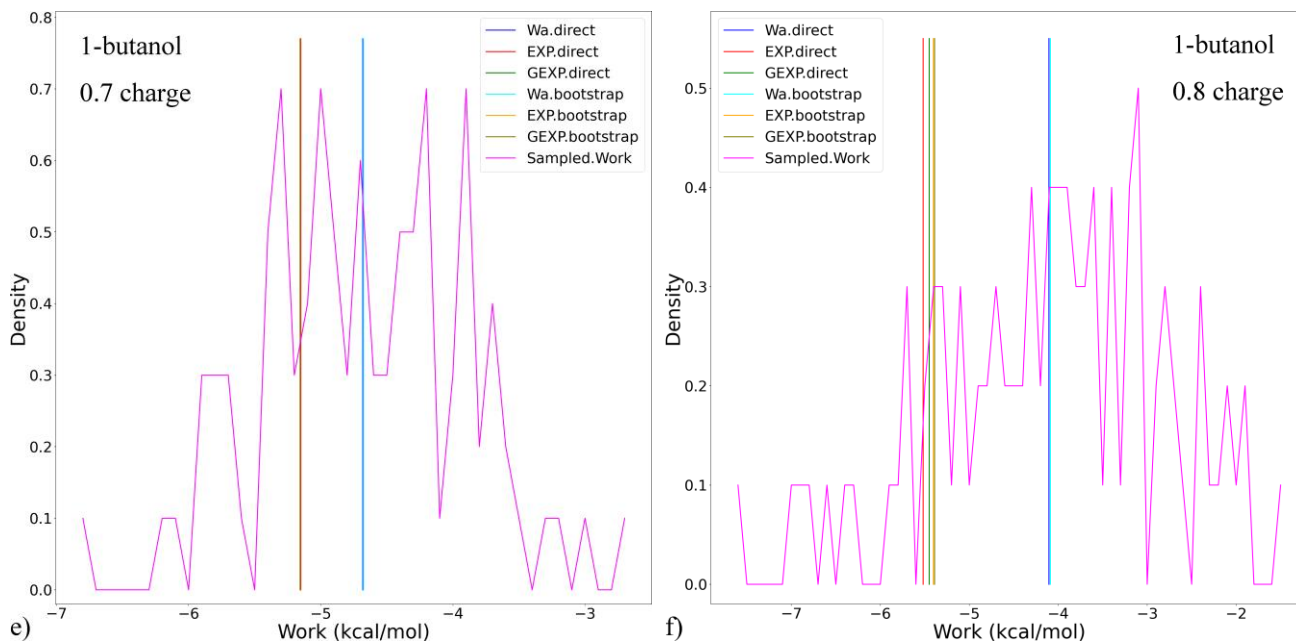 0.8
0.7
0.6
0.5
0.4
0.3
0.2
0.1
0.0
Density
1-butanol
0.7 charge
Wa.direct
EXP.direct
GEXP.direct
Wa.bootstrap
EXP.bootstrap
GEXP.bootstrap
Sampled.Work
−7
−6
−5
−4
−3
Work (kcal/mol)
e)
0.5
0.4
0.3
0.2
0.1
0.0
Density
Wa.direct
EXP.direct
GEXP.direct
Wa.bootstrap
EXP.bootstrap
GEXP.bootstrap
Sampled.Work
1-butanol
0.8 charge
−7
−6
−5
−4
−3
−2
Work (kcal/mol)
f)